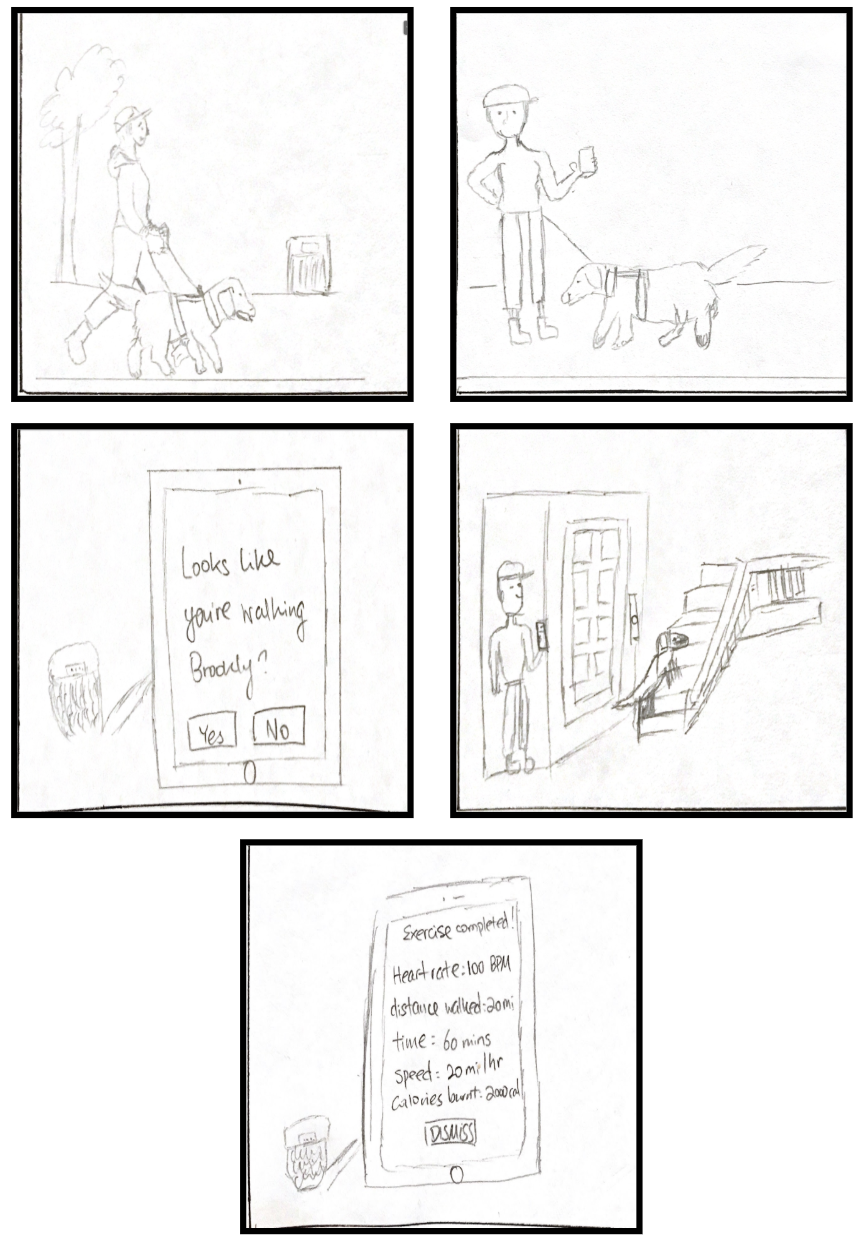 Looks like
you're walking
Brookly?
Yes No
Exercise completed!
Heart rate: 100 BPM
distance walked: 20mi
time: 60 mins
speed: 20 mi/hr
Calories burnt: 2000 cal
DISMISS